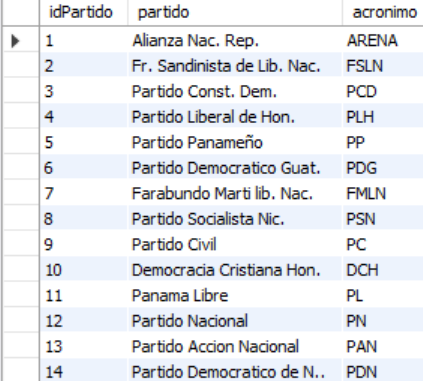 idPartido partido acronimo
1 Alianza Nac. Rep. ARENA
2 Fr. Sandinista de Lib. Nac. FSLN
3 Partido Const. Dem. PCD
4 Partido Liberal de Hon. PLH
5 Partido Panameño PP
6 Partido Democratico Guat. PDG
7 Farabundo Marti lib. Nac. FMLN
8 Partido Socialista Nic. PSN
9 Partido Civil PC
10 Democracia Cristiana Hon. DCH
11 Panama Libre PL
12 Partido Nacional PN
13 Partido Accion Nacional PAN
14 Partido Democratico de N.. PDN